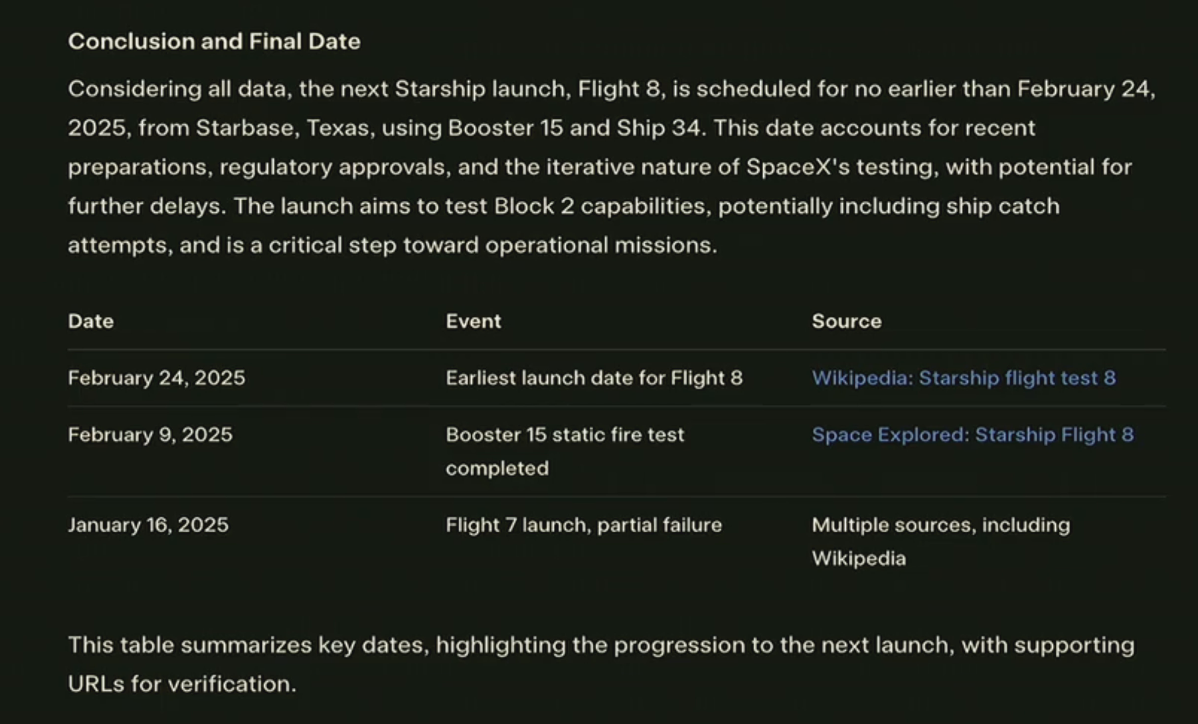 Conclusion and Final Date
Considering all data, the next Starship launch, Flight 8, is scheduled for no earlier than February 24,
2025, from Starbase, Texas, using Booster 15 and Ship 34. This date accounts for recent
preparations, regulatory approvals, and the iterative nature of SpaceX's testing, with potential for
further delays. The launch aims to test Block 2 capabilities, potentially including ship catch
attempts, and is a critical step toward operational missions.
Date Event Source
February 24, 2025 Earliest launch date for Flight 8 Wikipedia: Starship flight test 8
February 9, 2025 Booster 15 static fire test Space Explored: Starship Flight 8
completed
January 16, 2025 Flight 7 launch, partial failure Multiple sources, including
Wikipedia
This table summarizes key dates, highlighting the progression to the next launch, with supporting
URLs for verification.